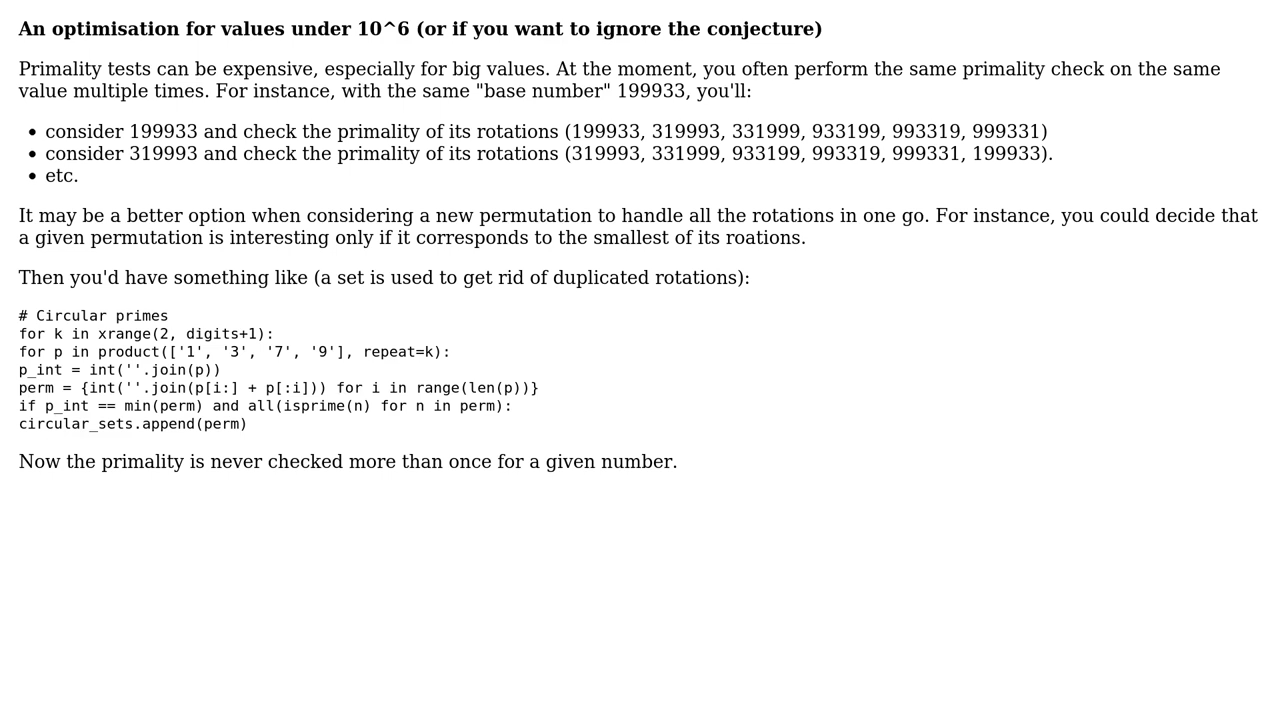 An optimisation for values under 10^6 (or if you want to ignore the conjecture)
Primality tests can be expensive, especially for big values. At the moment, you often perform the same primality check on the same
value multiple times. For instance, with the same "base number" 199933, you'll:
• consider 199933 and check the primality of its rotations (199933, 319993, 331999, 933199, 993319, 999331)
• consider 319993 and check the primality of its rotations (319993, 331999, 933199, 993319, 999331, 199933).
• etc.
It may be a better option when considering a new permutation to handle all the rotations in one go. For instance, you could decide that
a given permutation is interesting only if it corresponds to the smallest of its roations.
Then you'd have something like (a set is used to get rid of duplicated rotations):
# Circular primes
for k in xrange(2, digits+1):
for p in product(['1', '3', '7', '9'], repeat=k):
p_int = int(''.join(p))
perm = {int(''.join(p[i:] + p[:i])) for i in range(len(p))}
if p_int == min(perm) and all(isprime(n) for n in perm):
circular_sets.append(perm)
Now the primality is never checked more than once for a given number.